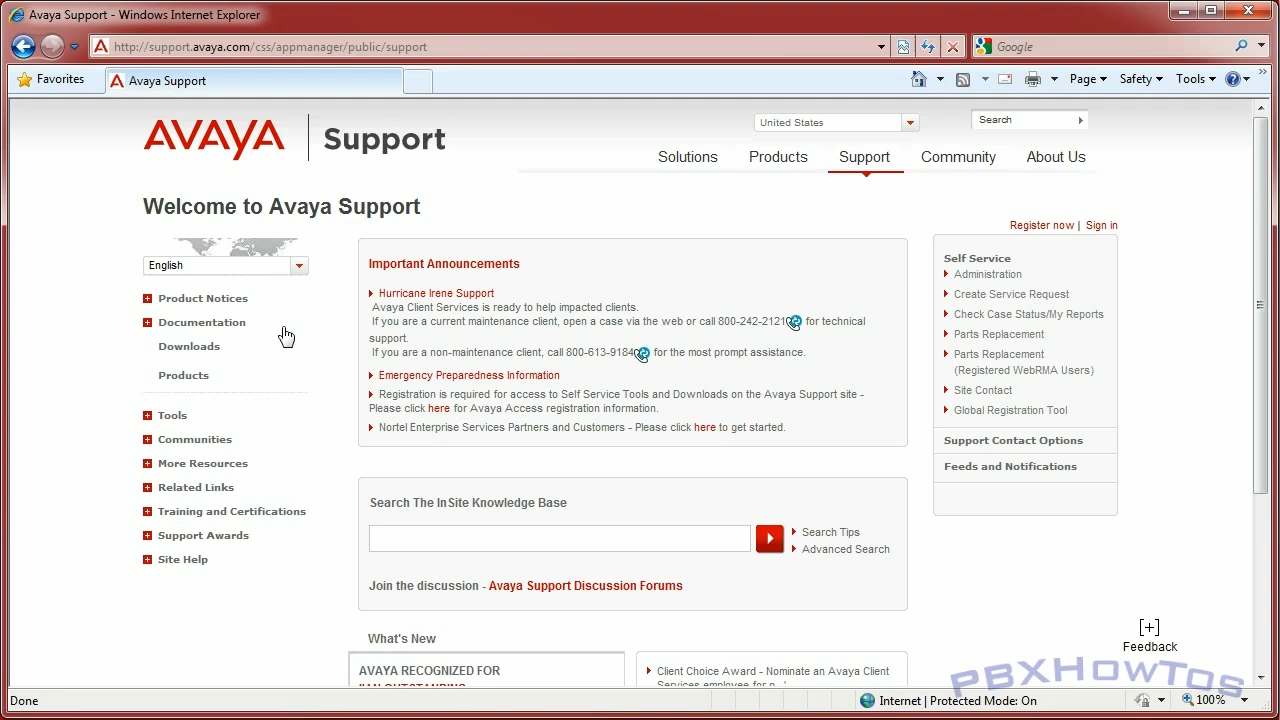 Avaya Support - Windows Internet Explorer
http://support.avaya.com/css/appmanager/public/support
Google
Favorites
Avaya Support
Page
Safety
Tools
AVAYA
Support
United States
Search
Solutions
Products
Support
Community
About Us
Welcome to Avaya Support
Register now | Sign in
English
Product Notices
Documentation
Downloads
Products
Tools
Communities
More Resources
Related Links
Training and Certifications
Support Awards
Site Help
Important Announcements
Hurricane Irene Support
Avaya Client Services is ready to help impacted clients.
If you are a current maintenance client, open a case via the web or call 800-242-2121 for technical
support.
If you are a non-maintenance client, call 800-613-9184 for the most prompt assistance.
Emergency Preparedness Information
Registration is required for access to Self Service Tools and Downloads on the Avaya Support site -
Please click here for Avaya Access registration information.
Nortel Enterprise Services Partners and Customers - Please click here to get started.
Search The InSite Knowledge Base
Search Tips
Advanced Search
Join the discussion - Avaya Support Discussion Forums
What's New
AVAYA RECOGNIZED FOR
Client Choice Award - Nominate an Avaya Client
Services employee for
Self Service
Administration
Create Service Request
Check Case Status/My Reports
Parts Replacement
Parts Replacement
(Registered WebRMA Users)
Site Contact
Global Registration Tool
Support Contact Options
Feeds and Notifications
[+]
Feedback
PBXHowTos
Done
Internet | Protected Mode: On
100%